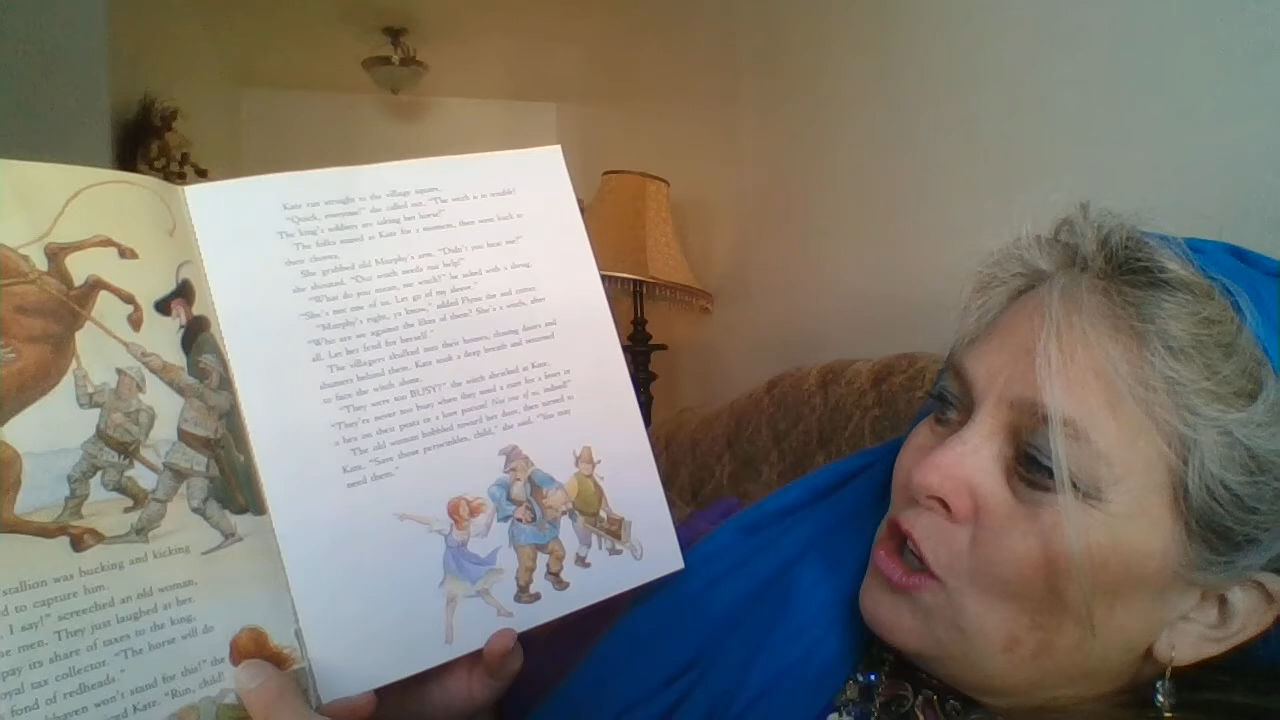 stallion was bucking and kicking
d to capture him.
I say!" screeched an old woman,
e men. They just laughed at her.
pay its share of taxes to the king,
oyal tax collector. "The horse will do
fond of redheads."
haven won't stand for this!" the
Kate. "Run, child!
Kate ran straight to the village square.
"Quick, everyone!" she called out. "The witch is in trouble!
The king's soldiers are taking her horse!"
The folks stared at Kate for a moment, then went back to
their chores.
She grabbed old Murphy's arm. "Didn't you hear me?"
she shouted. "Our witch needs our help!"
"What do you mean, our witch?" he asked with a shrug.
"She's not one of us. Let go of my sleeve."
"Murphy's right, ya know," added Flynn the
"Who are we against the likes of them? She's a witch, after
all. Let her fend for herself."
The villagers skulked into their homes, closing doors and
shutters behind them. Kate took a deep breath and returned
to face the witch alone.
"They were too BUSY?" the witch shrieked at Kate.
"They're never too busy when they need a cure for a fever or
a hex on their pests or a love potion! Not one of us, indeed!"
The old woman hobbled toward her door, then turned to
Kate. "Save those periwinkles, child," she said. "You may
need them."